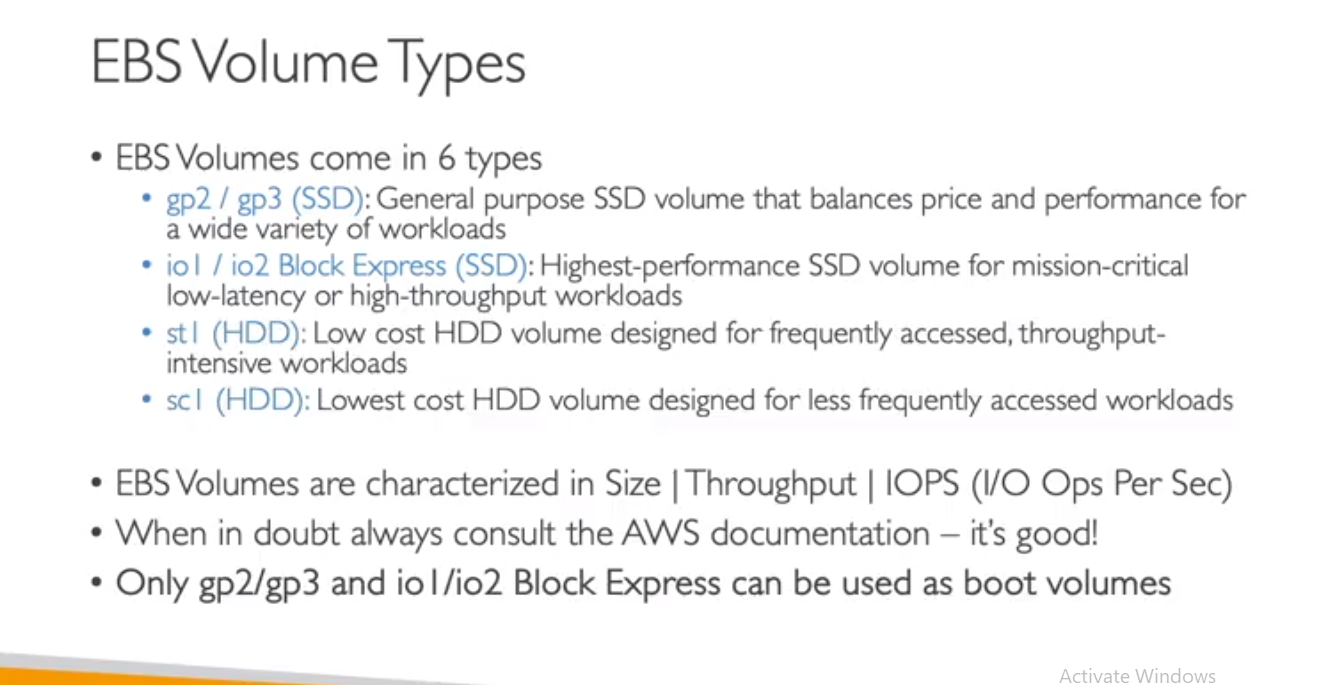 EBS Volume Types
• EBS Volumes come in 6 types
• gp2 / gp3 (SSD): General purpose SSD volume that balances price and performance for
a wide variety of workloads
• io1 / io2 Block Express (SSD): Highest-performance SSD volume for mission-critical
low-latency or high-throughput workloads
• st1 (HDD): Low cost HDD volume designed for frequently accessed, throughput-
intensive workloads
• sc1 (HDD): Lowest cost HDD volume designed for less frequently accessed workloads
• EBS Volumes are characterized in Size | Throughput | IOPS (I/O Ops Per Sec)
• When in doubt always consult the AWS documentation – it's good!
• Only gp2/gp3 and io1/io2 Block Express can be used as boot volumes
Activate Windows